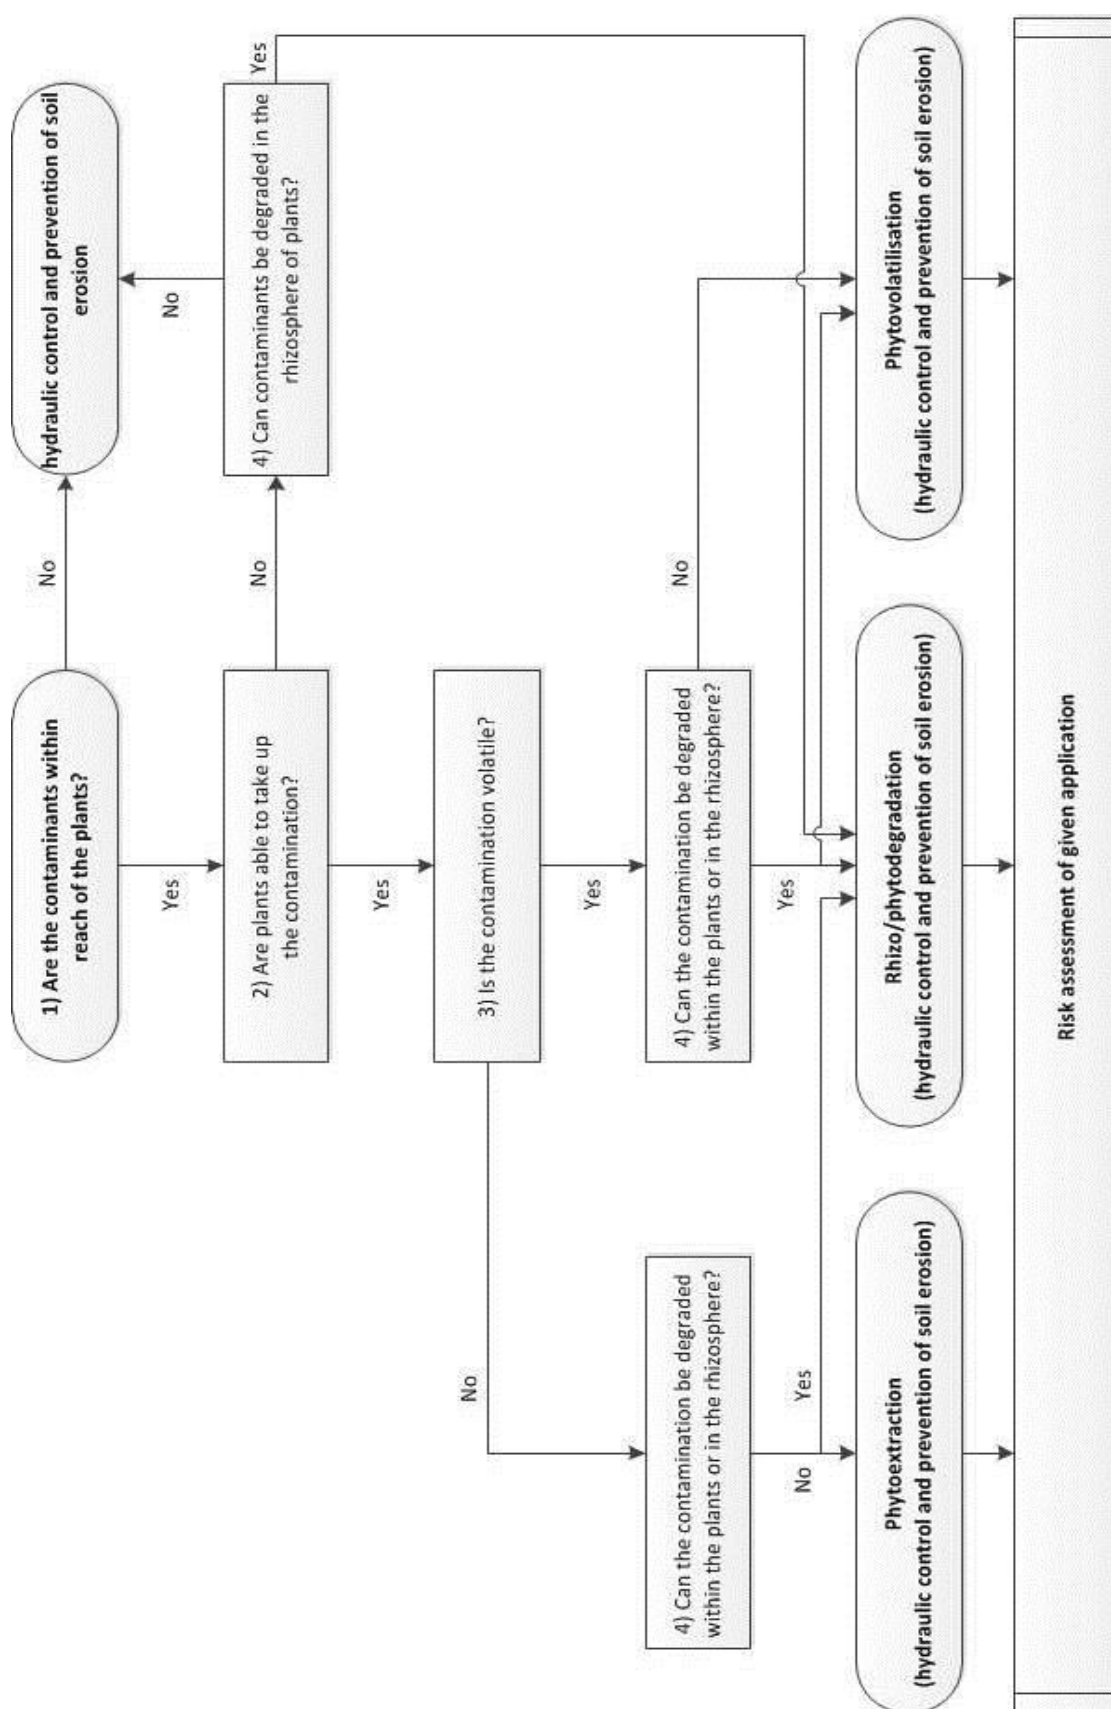 1) Are the contaminants within
reach of the plants?
No
hydraulic control and prevention of soil
erosion
Yes
No
2) Are plants able to take up
the contamination?
No
4) Can contaminants be degraded in the
rhizosphere of plants?
Yes
Yes
3) Is the contamination volatile?
No
Yes
4) Can the contamination be degraded
within the plants or in the rhizosphere?
4) Can the contamination be degraded
within the plants or in the rhizosphere?
No
No
Yes
Yes
Phytoextraction
(hydraulic control and prevention of soil erosion)
Rhizo/phytodegradation
(hydraulic control and prevention of soil erosion)
Phytovolatilisation
(hydraulic control and prevention of soil erosion)
Risk assessment of given application